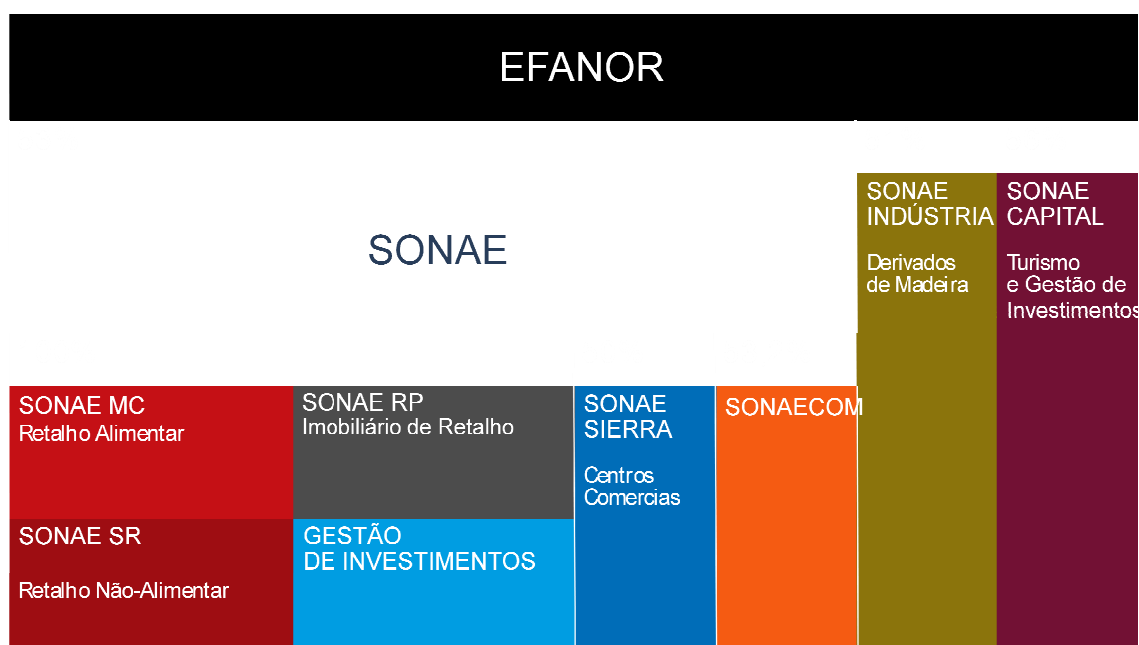 EFANOR
SONAE
SONAE
INDÚSTRIA
Derivados
de Madeira
SONAE
CAPITAL
Turismo
e Gestão de
Investimentos
SONAE MC
Retalho Alimentar
SONAE RP
Imobiliário de Retalho
SONAE
SIERRA
Centros
Comercias
SONAECOM
SONAE SR
Retalho Não-Alimentar
GESTÃO
DE INVESTIMENTOS